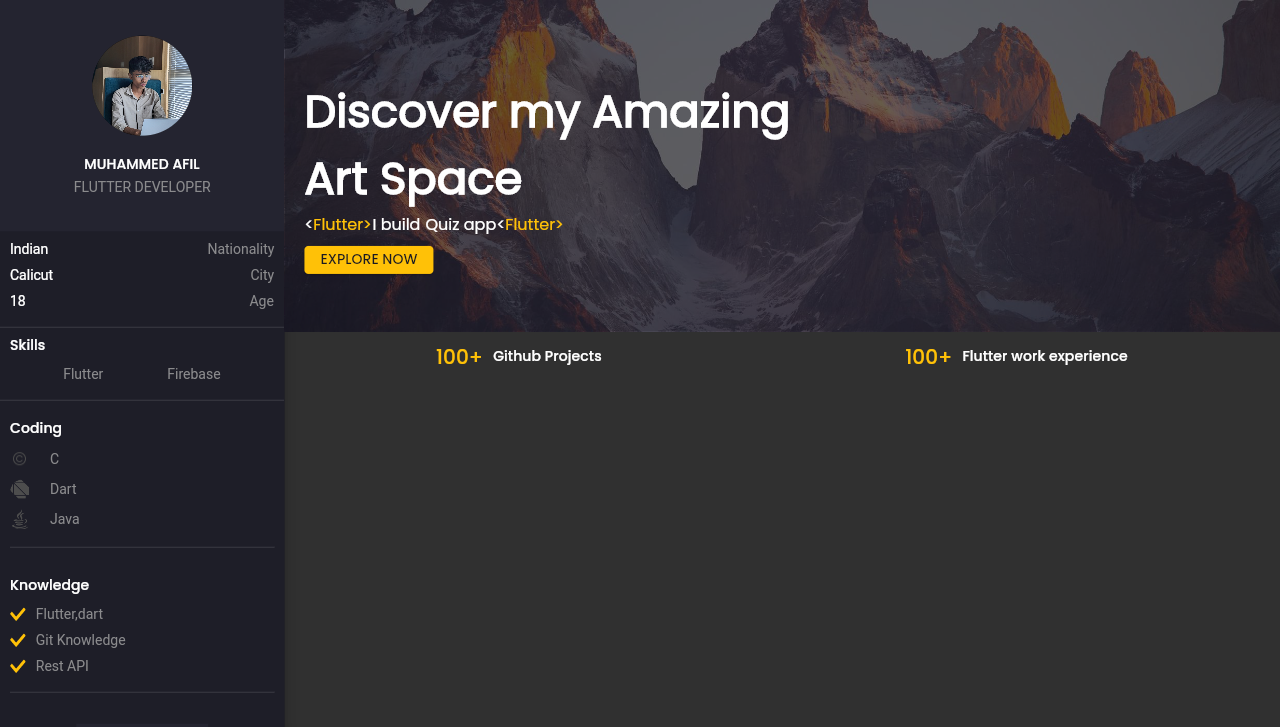 MUHAMMED AFIL
FLUTTER DEVELOPER
Indian Nationality
Calicut City
18 Age
Skills
Flutter Firebase
Coding
© C
Dart
Java
Knowledge
Flutter,dart
Git Knowledge
Rest API
Discover my Amazing
Art Space
<Flutter>I build Quiz app<Flutter>
EXPLORE NOW
100+ Github Projects
100+ Flutter work experience